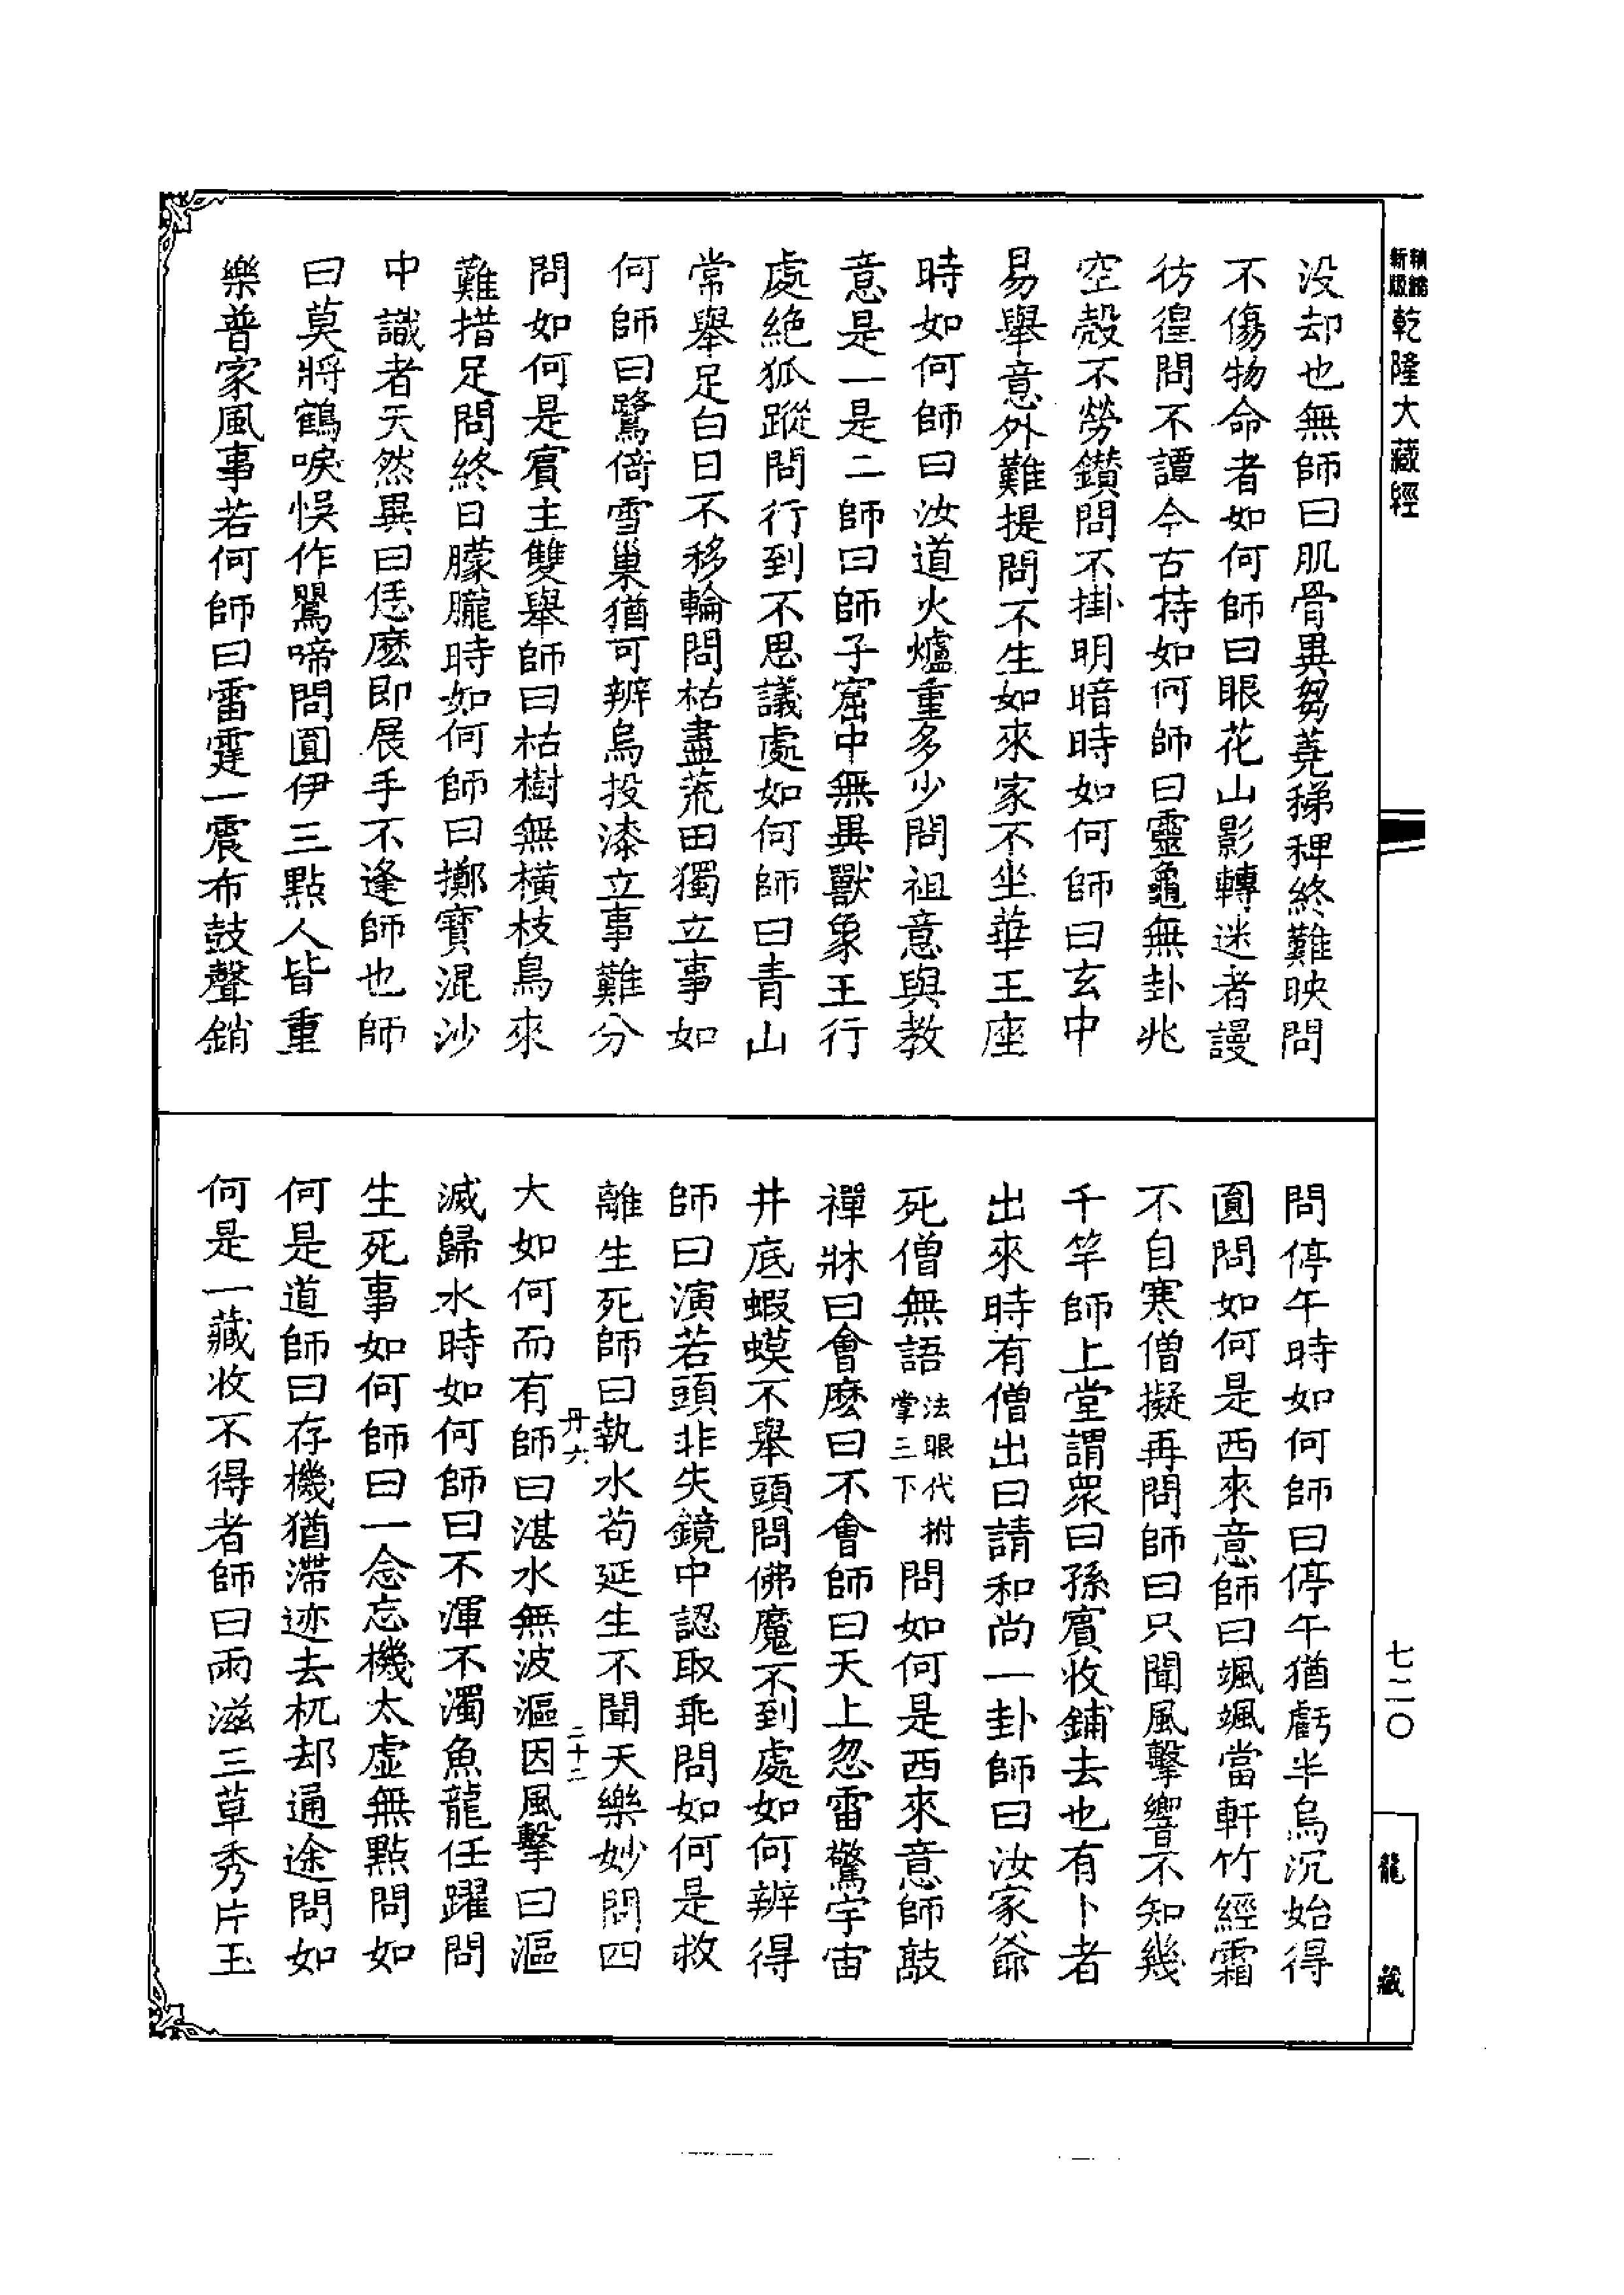 新版
精縮
乾隆大藏經
没却也無師曰肌骨異芻蕘稊稗終難映問
不傷物命者如何師曰眼花山影轉迷者謾
彷徨問不譚今古持如何師曰靈龜無卦兆
空殼不勞鑽問不掛明暗時如何師曰玄中
易舉意外難提問不生如來家不坐華王座
時如何師曰汝道火爐重多少問祖意與教
意是一是二師曰師子窟中無異獸象王行
處絶狐蹤問行到不思議處如何師曰青山
常舉足白日不移輪問枯盡荒田獨立事如
何師曰鷺倚雪巢猶可辨烏投漆立事難分
問如何是賓主雙舉師曰枯樹無橫枝鳥來
難措足問終日朦朧時如何師曰擲寶混沙
中識者天然異曰恁麽即展手不逢師也師
曰莫將鶴唳悞作鸎啼問圓伊三點人皆重
樂普家風事若何師曰雷霆一震布鼓聲銷
問停午時如何師曰停午猶虧半烏沉始得
圓問如何是西來意師曰颯颯當軒竹經霜
不自寒僧擬再問師曰只聞風擊響不知幾
千竿師上堂謂衆曰孫賓收鋪去也有卜者
出來時有僧出曰請和尚一卦師曰汝家爺
死僧無語法眼代拊掌三下問如何是西來意師敲
禪牀曰會麽曰不會師曰天上忽雷驚宇宙
井底蝦蟆不舉頭問佛魔不到處如何辨得
師曰演若頭非失鏡中認取乖問如何是救
離生死師曰執水苟延生不聞天樂妙問四
丹六
二十二
大如何而有師曰湛水無波漚因風擊曰漚
滅歸水時如何師曰不渾不濁魚龍任躍問
生死事如何師曰一念忘機太虛無點問如
何是道師曰存機猶滯迹去杌却通途問如
何是一藏收不得者師曰雨滋三草秀片玉
七二〇
龍藏